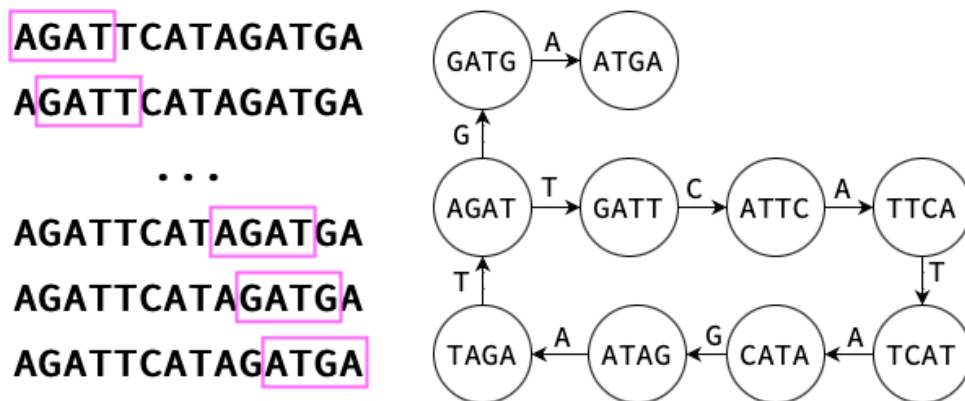 AGATTCATAGATGA
AGATTCATAGATGA
...
AGATTCATAGATGA
AGATTCATAGATGA
AGATTCATAGATGA
GATG A ATGA
G
AGAT T GATT C ATTC A TTCA
T T
TAGA A ATAG G CATA A TCAT